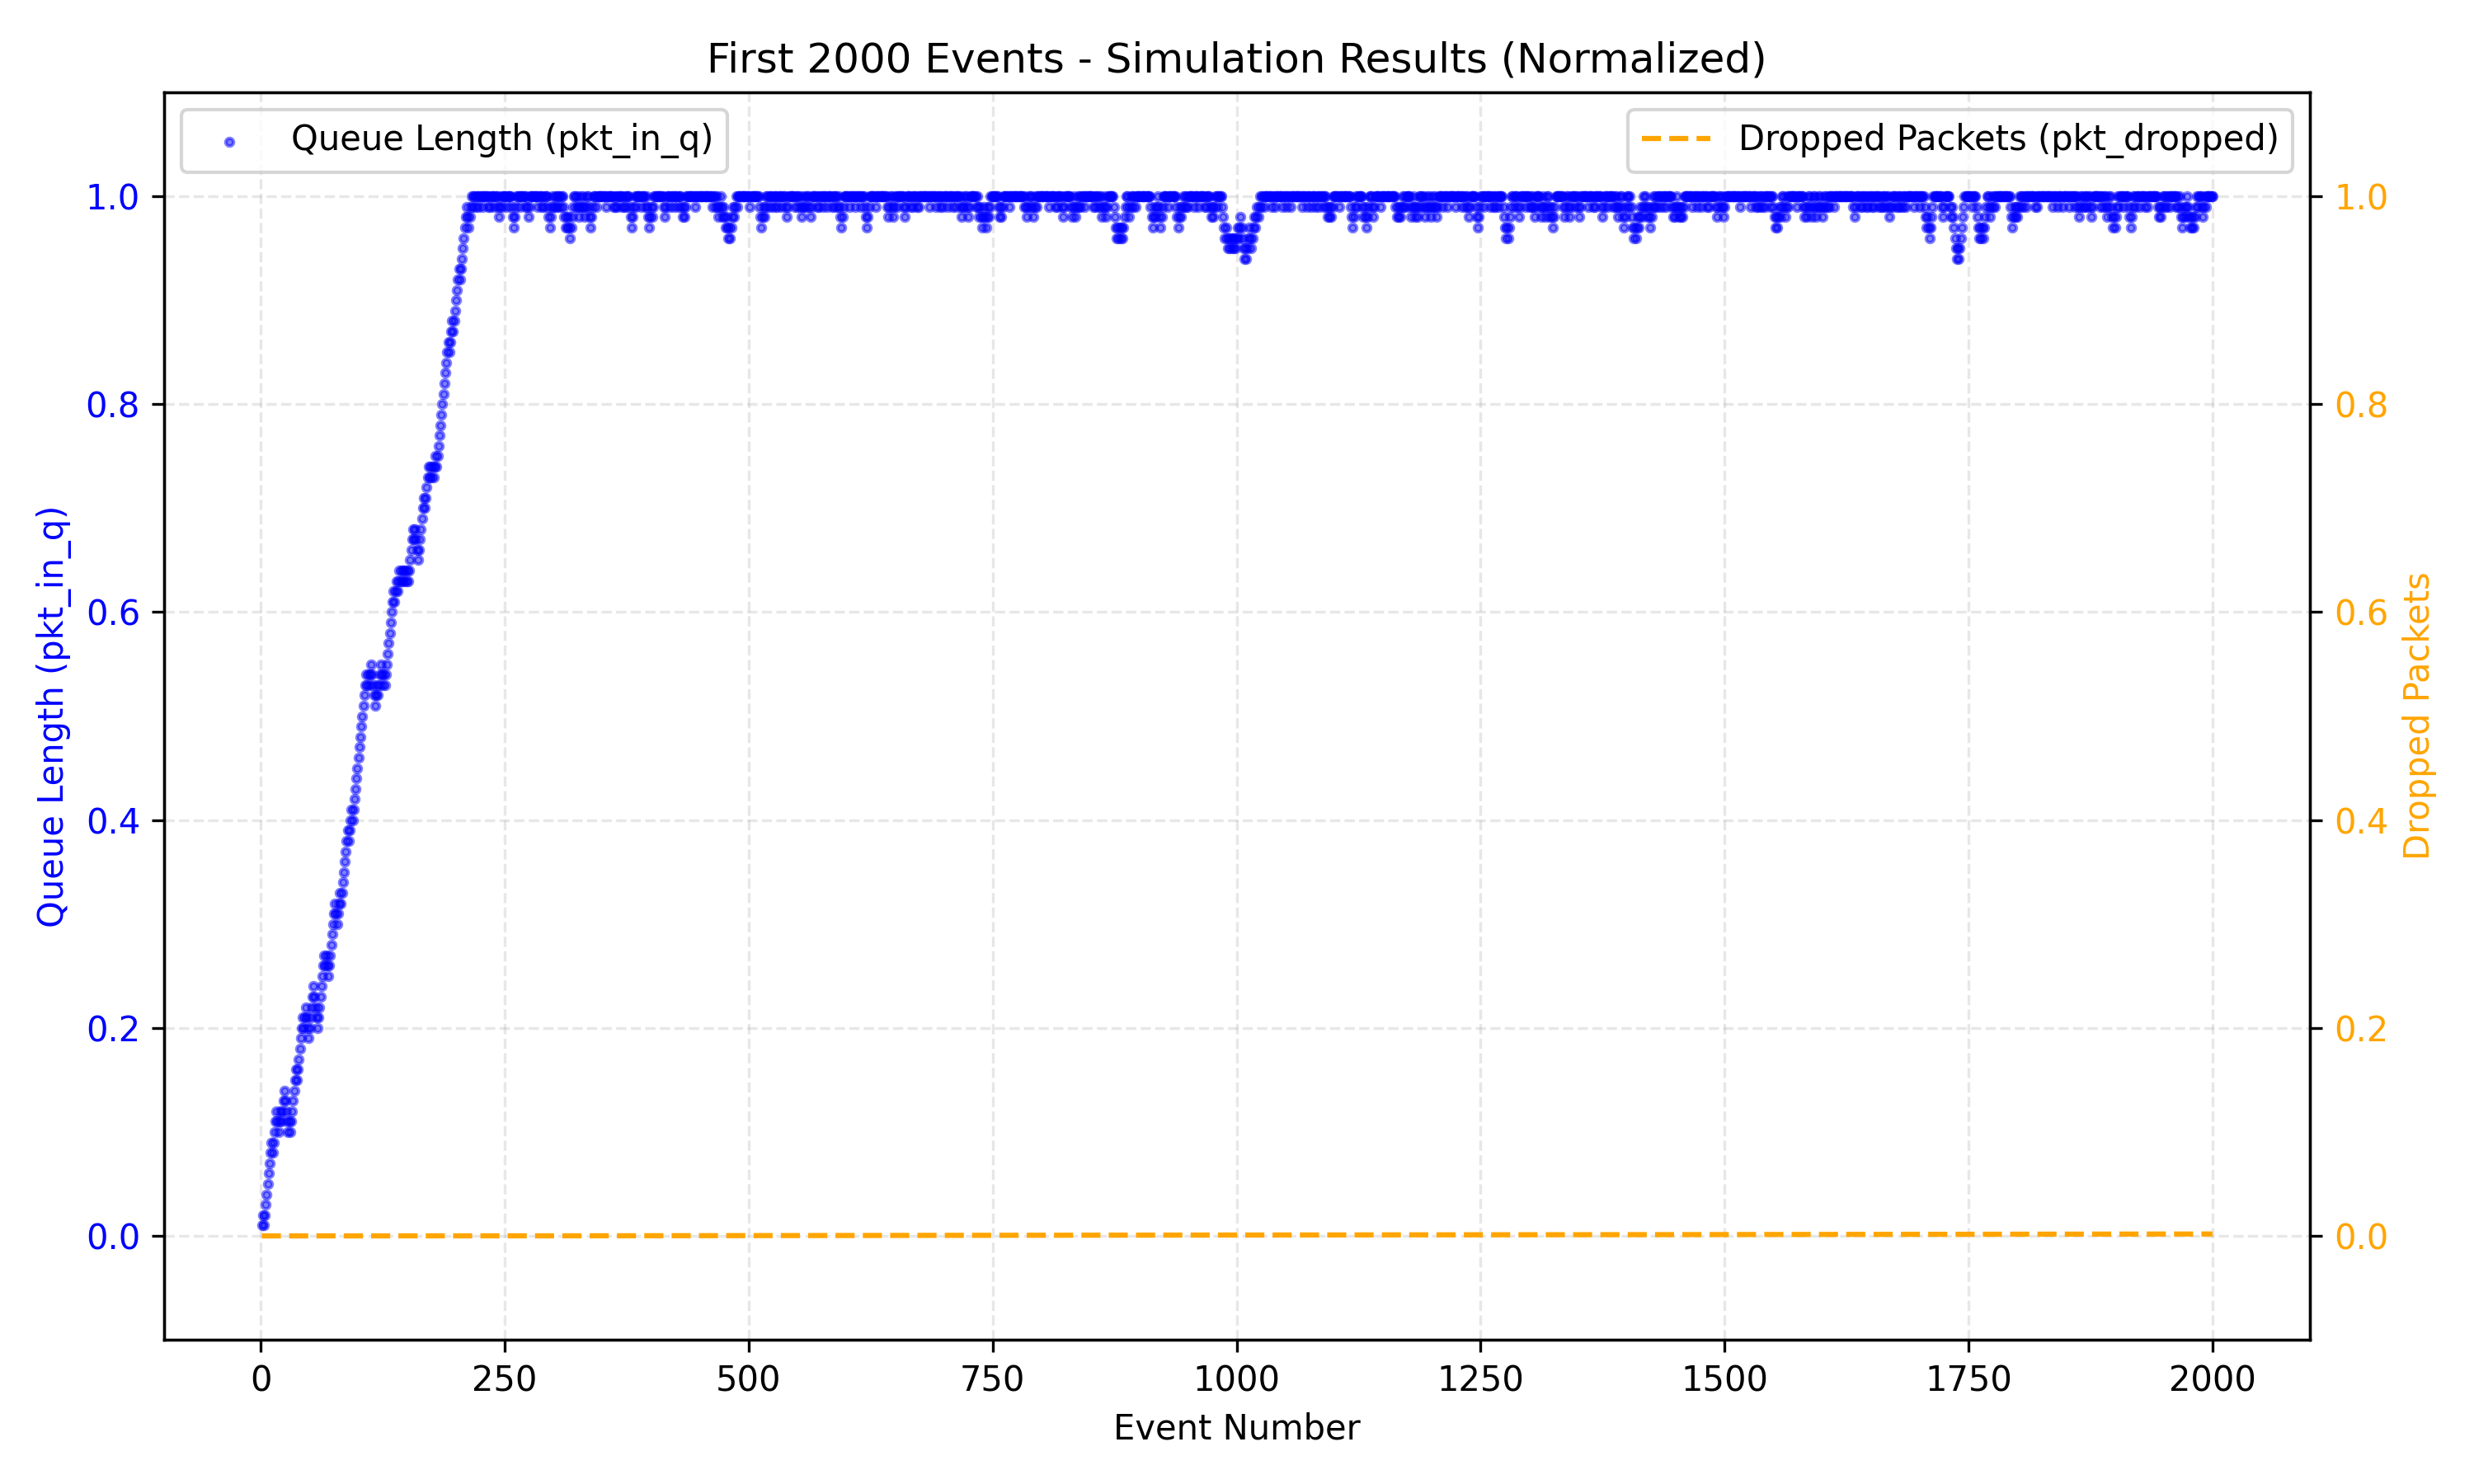 First 2000 Events - Simulation Results (Normalized)
Queue Length (pkt_in_q)
Dropped Packets (pkt_dropped)
Queue Length (pkt_in_q)
1.0
0.8
0.6
0.4
0.2
0.0
1.0
0.8
0.6
0.4
0.2
0.0
Dropped Packets
0 250 500 750 1000 1250 1500 1750 2000
Event Number